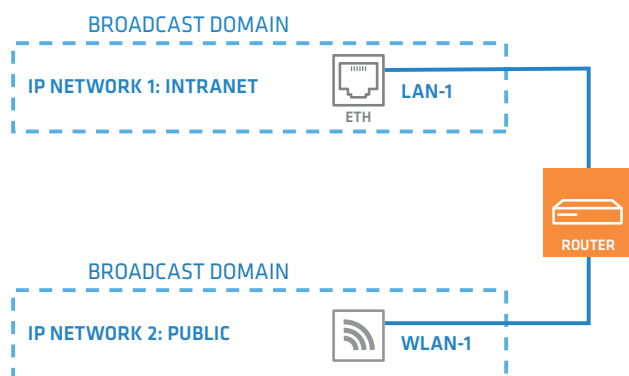 BROADCAST DOMAIN
IP NETWORK 1: INTRANET
LAN-1
ETH
ROUTER
BROADCAST DOMAIN
IP NETWORK 2: PUBLIC
WLAN-1